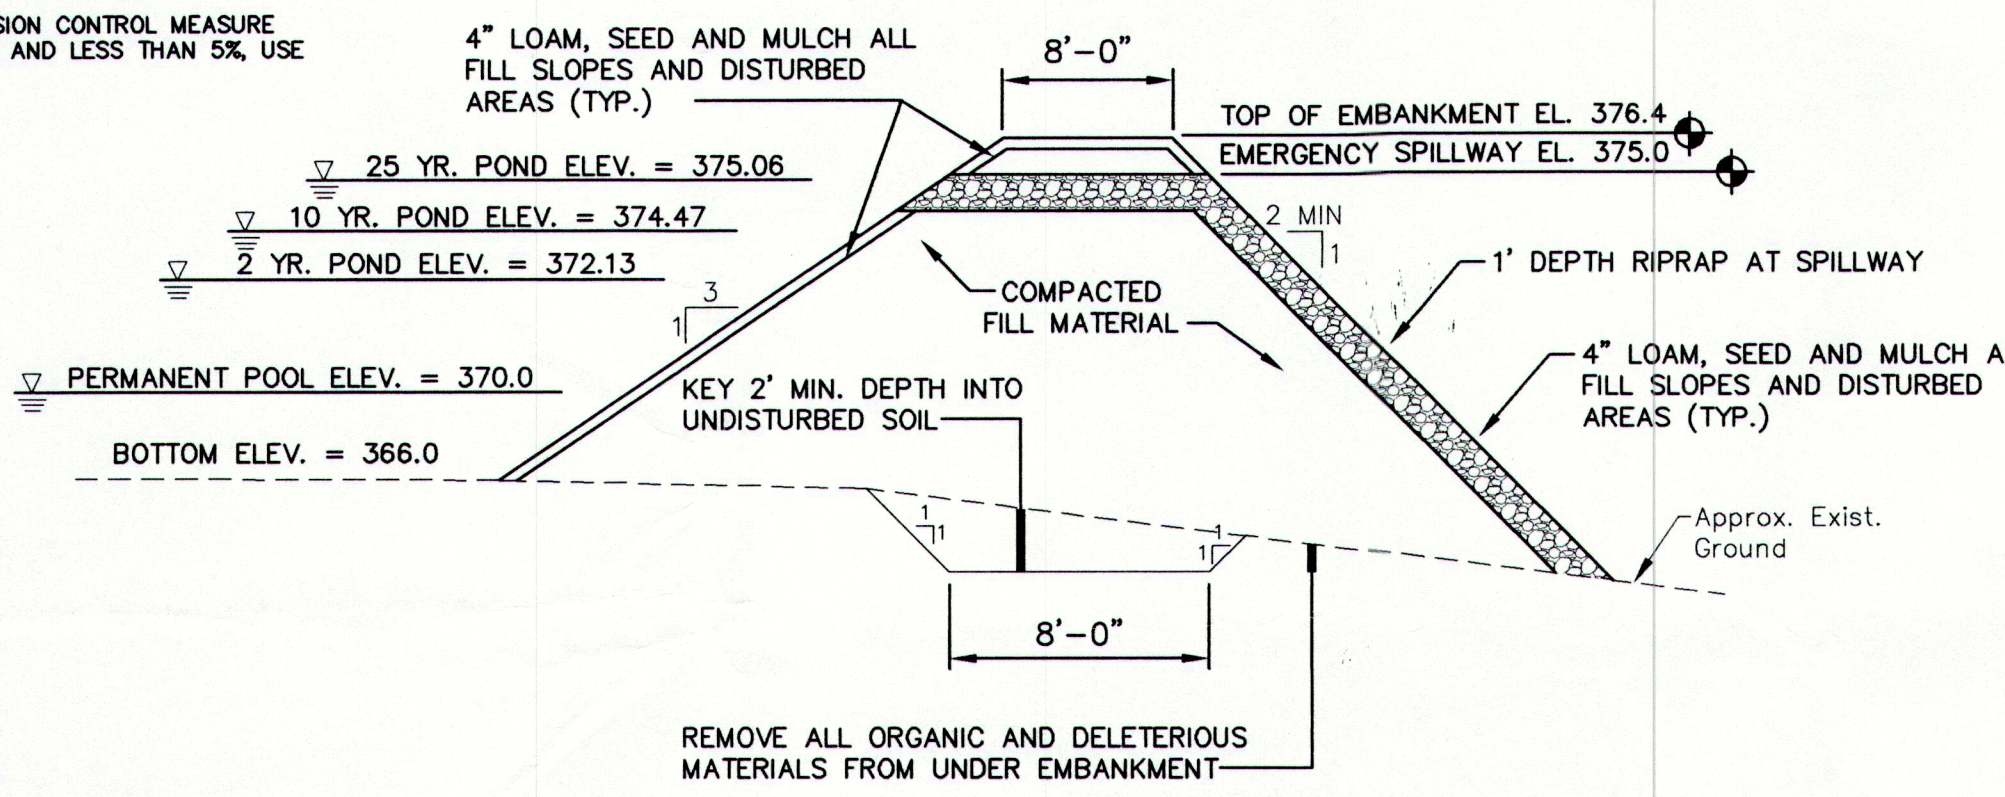 SION CONTROL MEASURE
AND LESS THAN 5%, USE
4" LOAM, SEED AND MULCH ALL
FILL SLOPES AND DISTURBED
AREAS (TYP.)
8'-0"
TOP OF EMBANKMENT EL. 376.4
EMERGENCY SPILLWAY EL. 375.0
25 YR. POND ELEV. = 375.06
10 YR. POND ELEV. = 374.47
2 YR. POND ELEV. = 372.13
2 MIN
1
1' DEPTH RIPRAP AT SPILLWAY
3
1
COMPACTED
FILL MATERIAL
4" LOAM, SEED AND MULCH A
FILL SLOPES AND DISTURBED
AREAS (TYP.)
PERMANENT POOL ELEV. = 370.0
KEY 2' MIN. DEPTH INTO
UNDISTURBED SOIL
BOTTOM ELEV. = 366.0
1
1
1
1
Approx. Exist.
Ground
8'-0"
REMOVE ALL ORGANIC AND DELETERIOUS
MATERIALS FROM UNDER EMBANKMENT